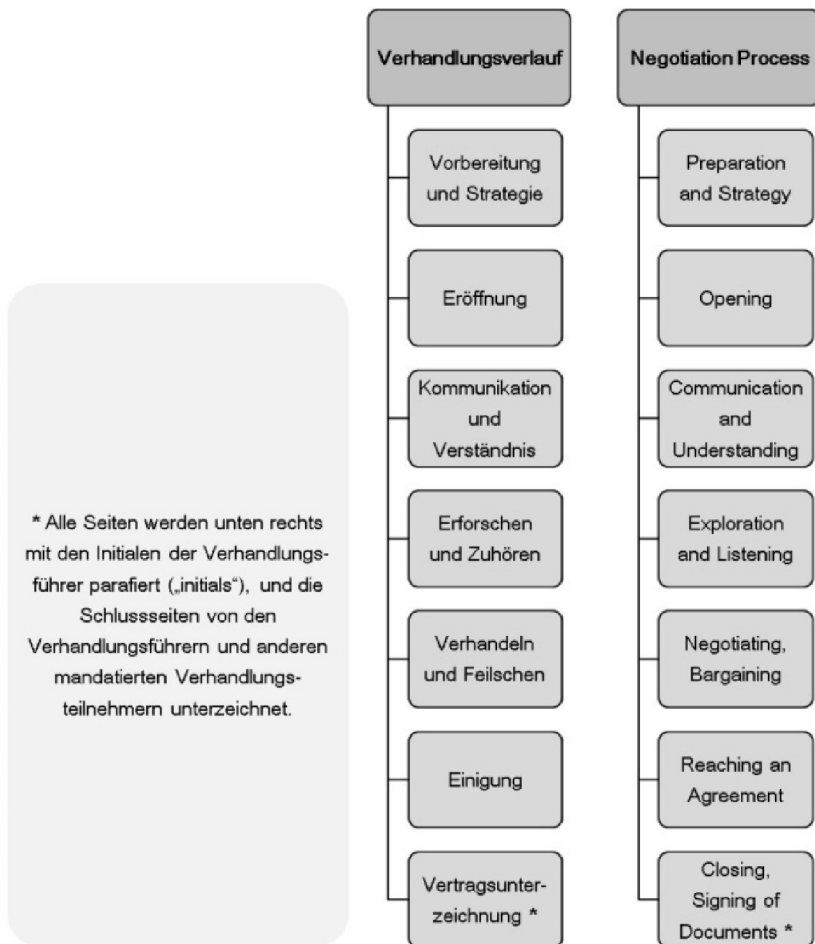 Verhandlungsverlauf
Vorbereitung
und Strategie
Eröffnung
Kommunikation
und
Verständnis
Erforschen
und Zuhören
Verhandeln
und Feilschen
Einigung
Vertragsunter-
zeichnung *
Negotiation Process
Preparation
and Strategy
Opening
Communication
and
Understanding
Exploration
and Listening
Negotiating,
Bargaining
Reaching an
Agreement
Closing,
Signing of
Documents *
* Alle Seiten werden unten rechts
mit den Initialen der Verhandlungs-
führer parafiert („initials“), und die
Schlussseiten von den
Verhandlungsführern und anderen
mandatierten Verhandlungs-
teilnehmern unterzeichnet.